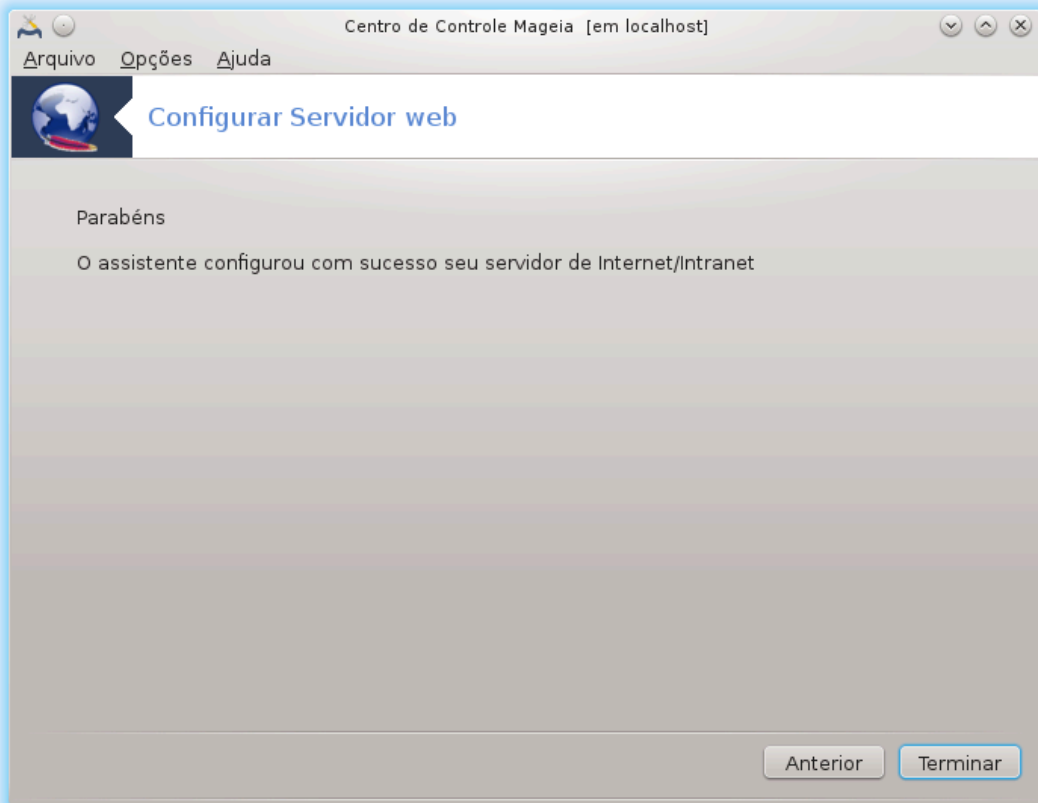 Centro de Controle Mageia [em localhost]
Arquivo Opções Ajuda
Configurar Servidor web
Parabéns
O assistente configurou com sucesso seu servidor de Internet/Intranet
Anterior Terminar